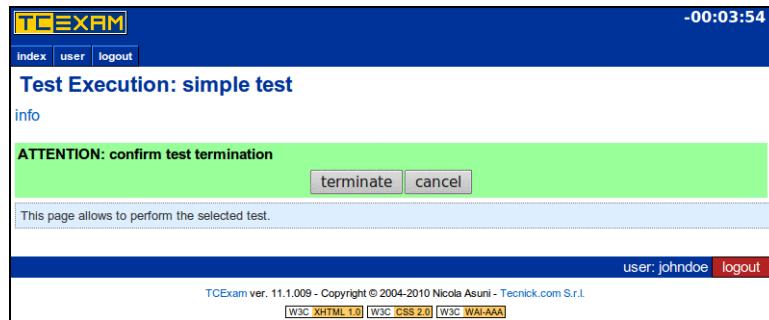 TCEXAM
-00:03:54
index user logout
Test Execution: simple test
info
ATTENTION: confirm test termination
terminate cancel
This page allows to perform the selected test.
user: johndoe logout
TCExam ver. 11.1.009 - Copyright © 2004-2010 Nicola Asuni - Tecnick.com S.r.l.
W3C XHTML 1.0 W3C CSS 2.0 W3C WAI-AAA